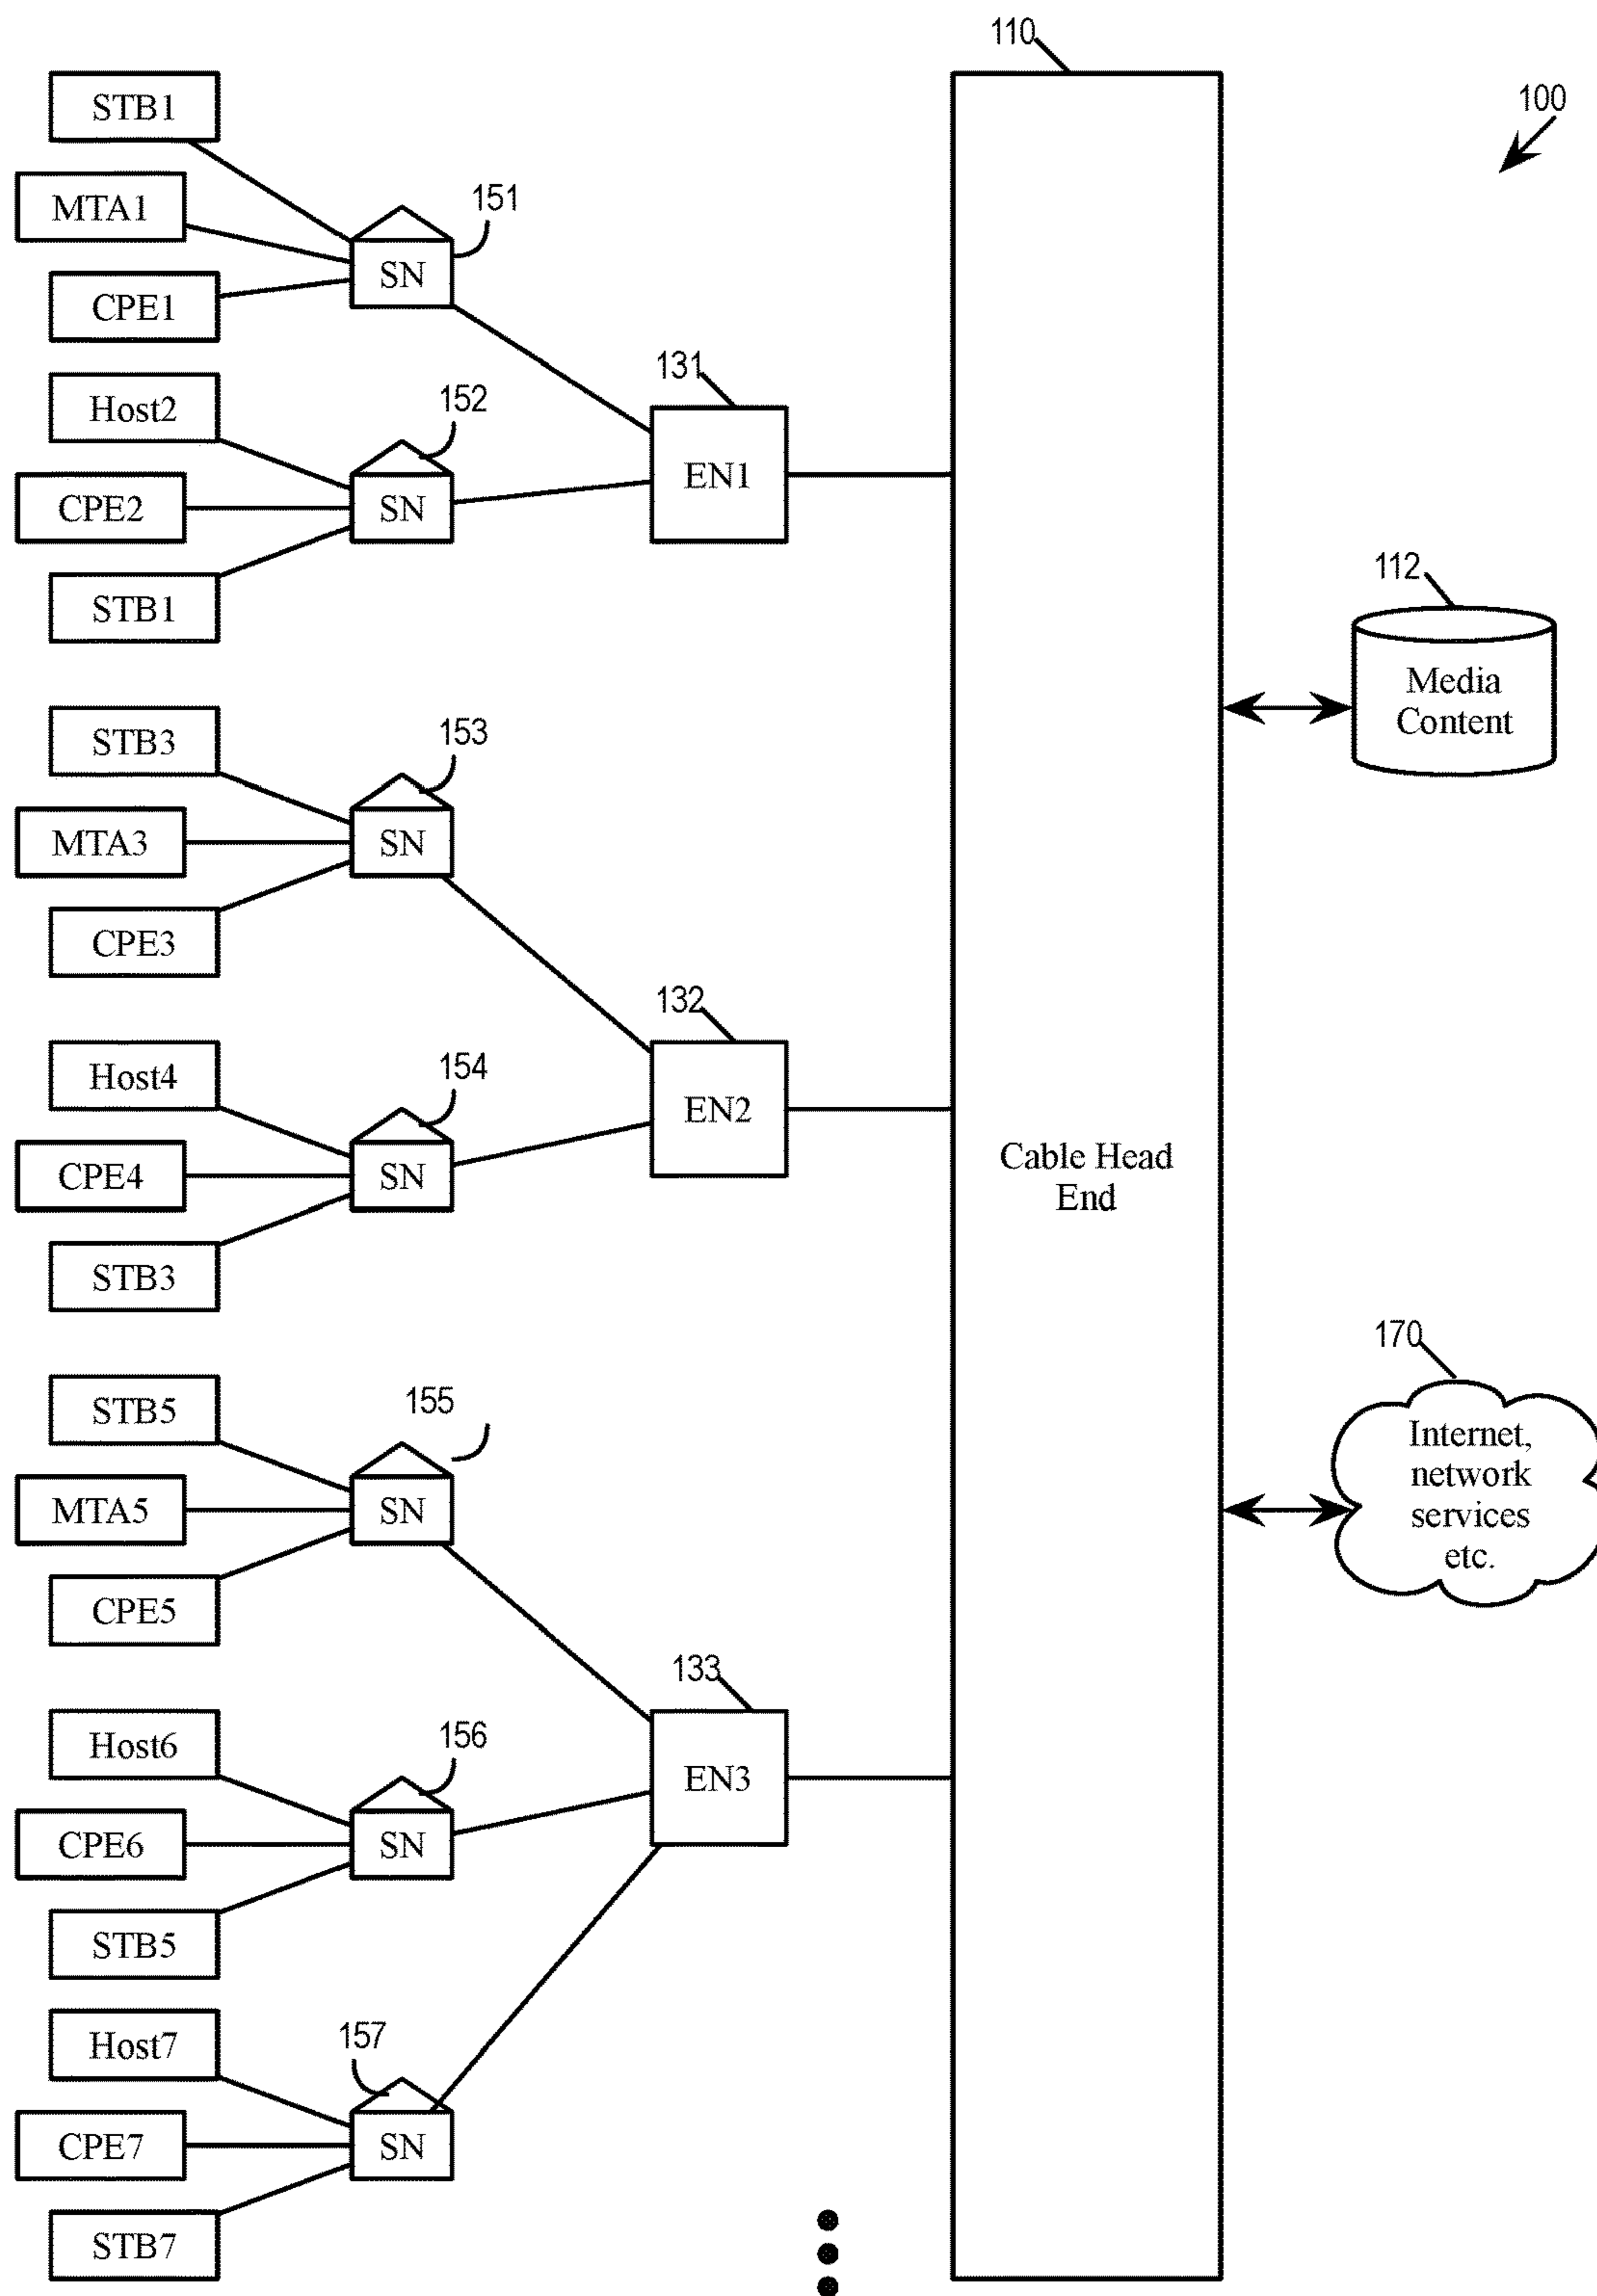 110
100
STB1
MTA1
151
SN
CPE1
131
Host2
152
EN1
CPE2
SN
STB1
112
Media
Content
STB3
153
MTA3
SN
CPE3
132
Host4
154
EN2
CPE4
SN
STB3
Cable Head
End
170
Internet,
network
services
etc.
STB5
155
MTA5
SN
CPE5
133
Host6
156
EN3
CPE6
SN
STB5
Host7
157
CPE7
SN
STB7